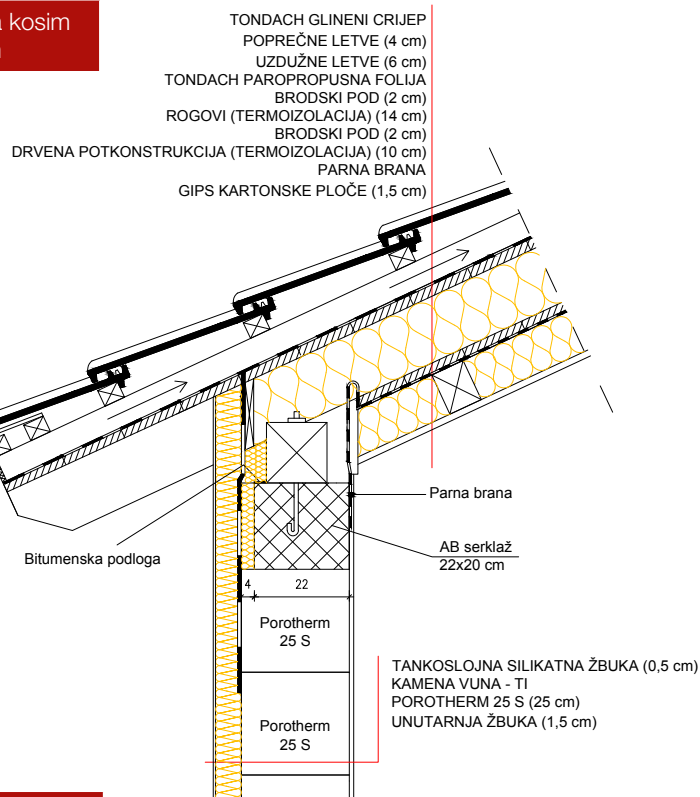 kosim
TONDACH GLINENI CRIJEP
POPREČNE LETVE (4 cm)
UZDUŽNE LETVE (6 cm)
TONDACH PAROPROPUSNA FOLIJA
BRODSKI POD (2 cm)
ROGOVI (TERMOIZOLACIJA) (14 cm)
BRODSKI POD (2 cm)
DRVENA POTKONSTRUKCIJA (TERMOIZOLACIJA) (10 cm)
PARNA BRANA
GIPS KARTONSKE PLOČE (1,5 cm)
Parna brana
Bitumenska podloga
AB serklaž
22x20 cm
4 22
Porotherm
25 S
TANKOSLOJNA SILIKATNA ŽBUKA (0,5 cm)
KAMENA VUNA - TI
POROTHERM 25 S (25 cm)
UNUTARNJA ŽBUKA (1,5 cm)
Porotherm
25 S